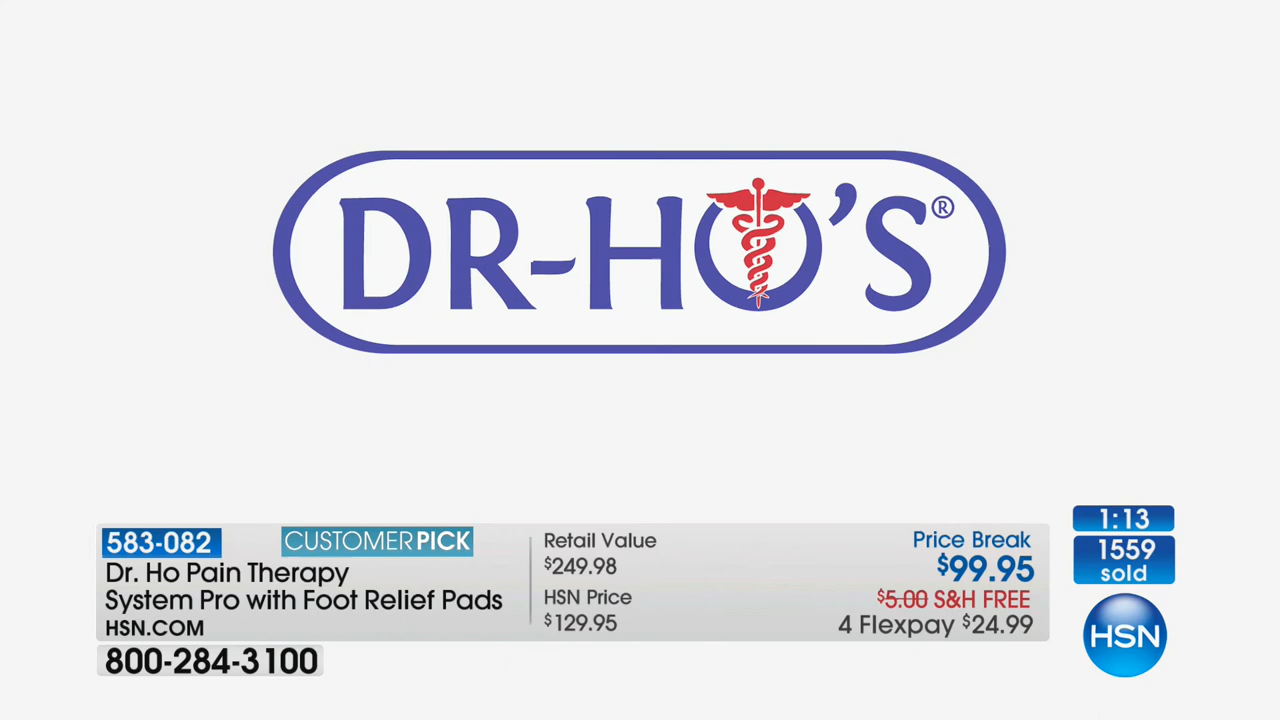 DR-HO'S®
583-082
CUSTOMERPICK
Dr. Ho Pain Therapy
System Pro with Foot Relief Pads
HSN.COM
800-284-3100
Retail Value
$249.98
HSN Price
$129.95
Price Break
$99.95
$5.00 S&H FREE
4 Flexpay $24.99
1:13
1559
sold
HSN